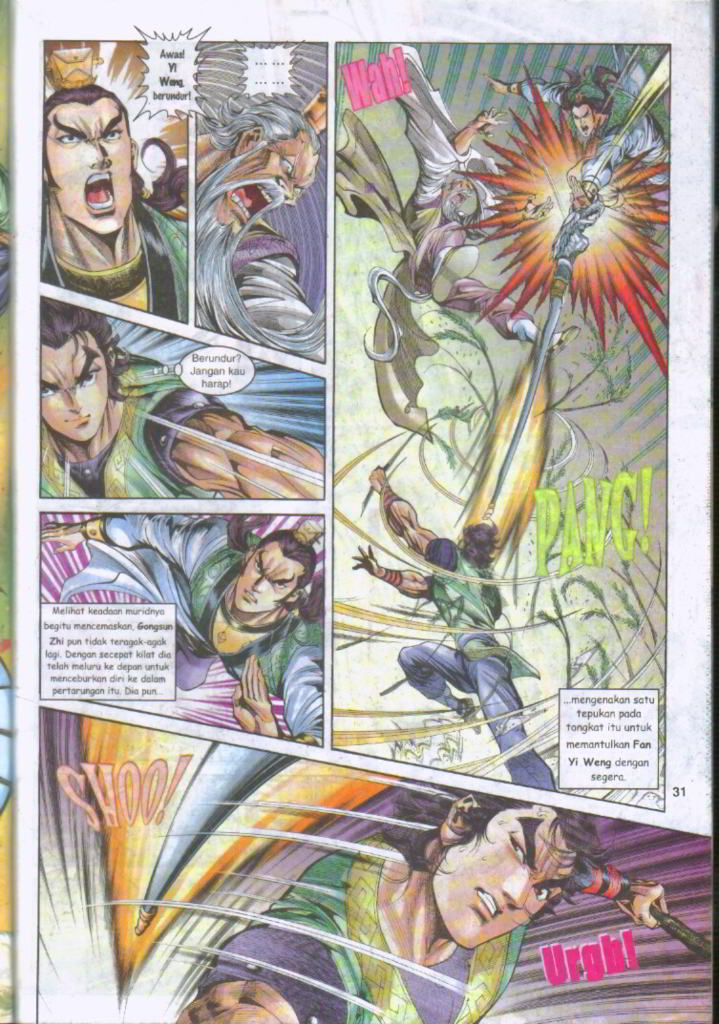 Awas!
Yi
Weng,
berundur!
... ...
... ...
Berundur?
Jangan kau
harap!
Melihat keadaan muridnya
begitu mencemaskan, Gongsun
Zhi pun tidak teragak-agak
lagi. Dengan secepat kilat dia
telah meluru ke depan untuk
menceburkan diri ke dalam
pertarungan itu. Dia pun...
Wah!
PANG!
...mengenakan satu
tepukan pada
tongkat itu untuk
memantulkan Fan
Yi Weng dengan
segera.
31
SHOO!
Urgh!